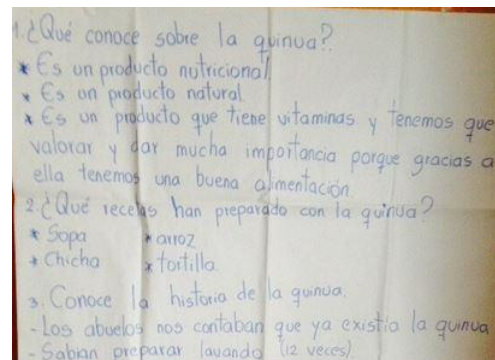 1. ¿Qué conoce sobre la quinua?
* Es un producto nutricional
* Es un producto natural
* Es un producto que tiene vitaminas y tenemos que
valorar y dar mucha importancia porque gracias a
ella tenemos una buena alimentación
2. ¿Qué recetas han preparado con la quinua?
* Sopa * arroz
* Chicha * tortilla.
3. Conoce la historia de la quinua.
- Los abuelos nos contaban que ya existia la quinua
- Sabian preparar lavando (12 veces).